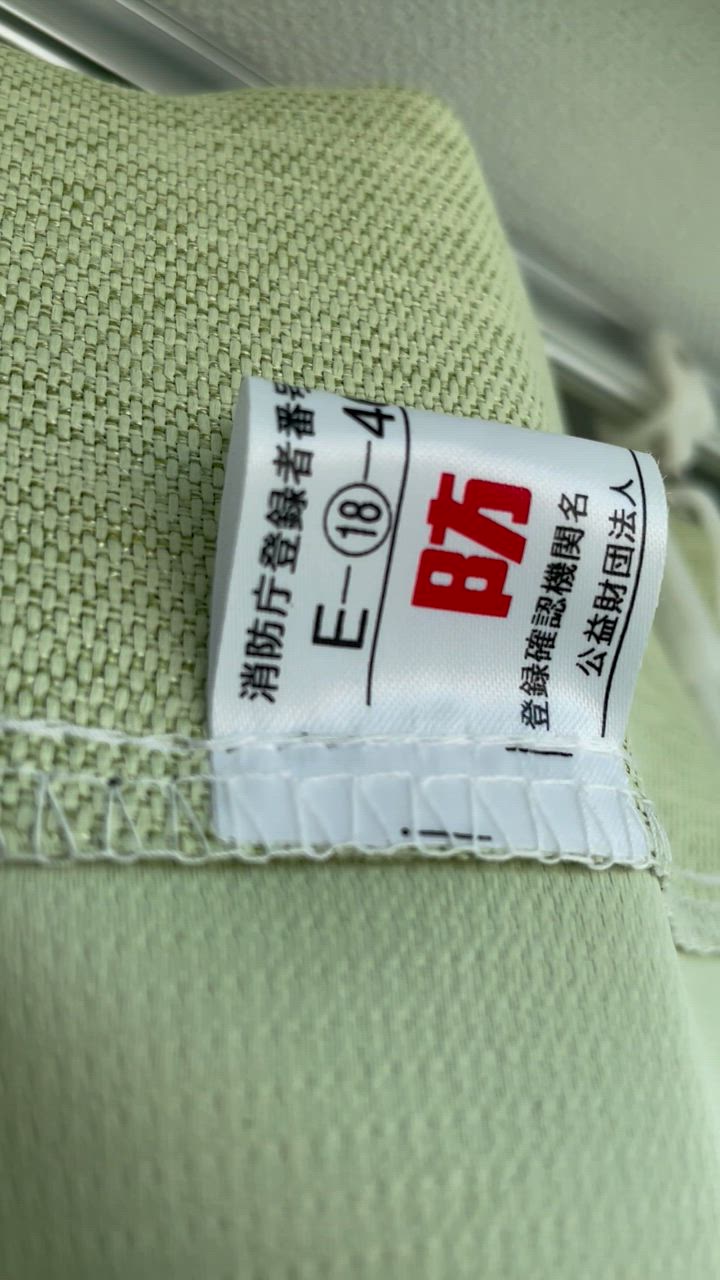 消防庁登録者番号
E-⑱-4
防
登録確認機関名
公益財団法人